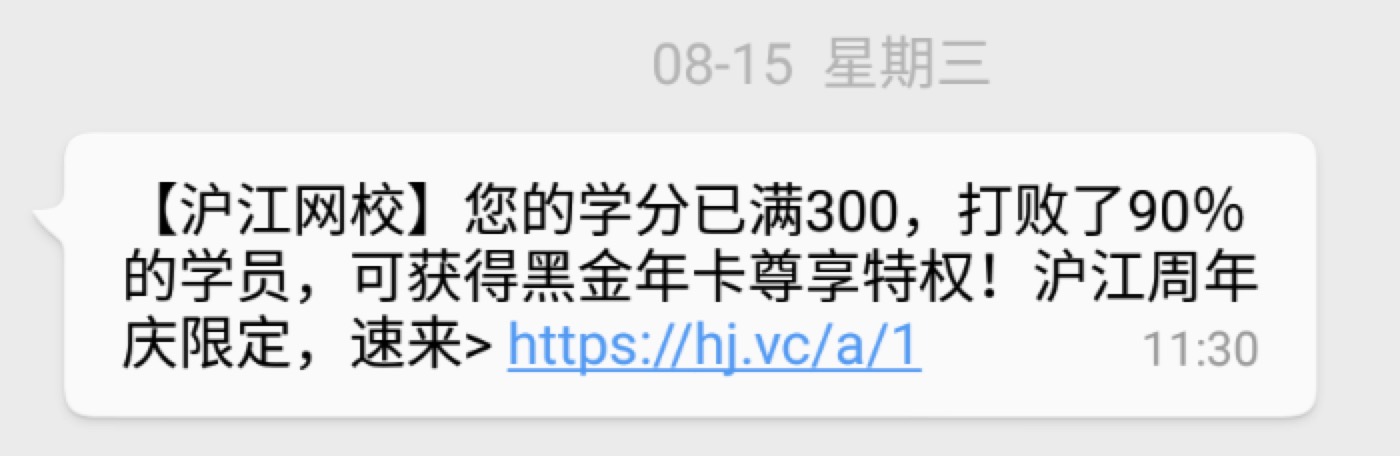 08-15 星期三
【沪江网校】您的学分已满300，打败了90%
的学员，可获得黑金年卡尊享特权！沪江周年
庆限定，速来> https://hj.vc/a/1
11:30